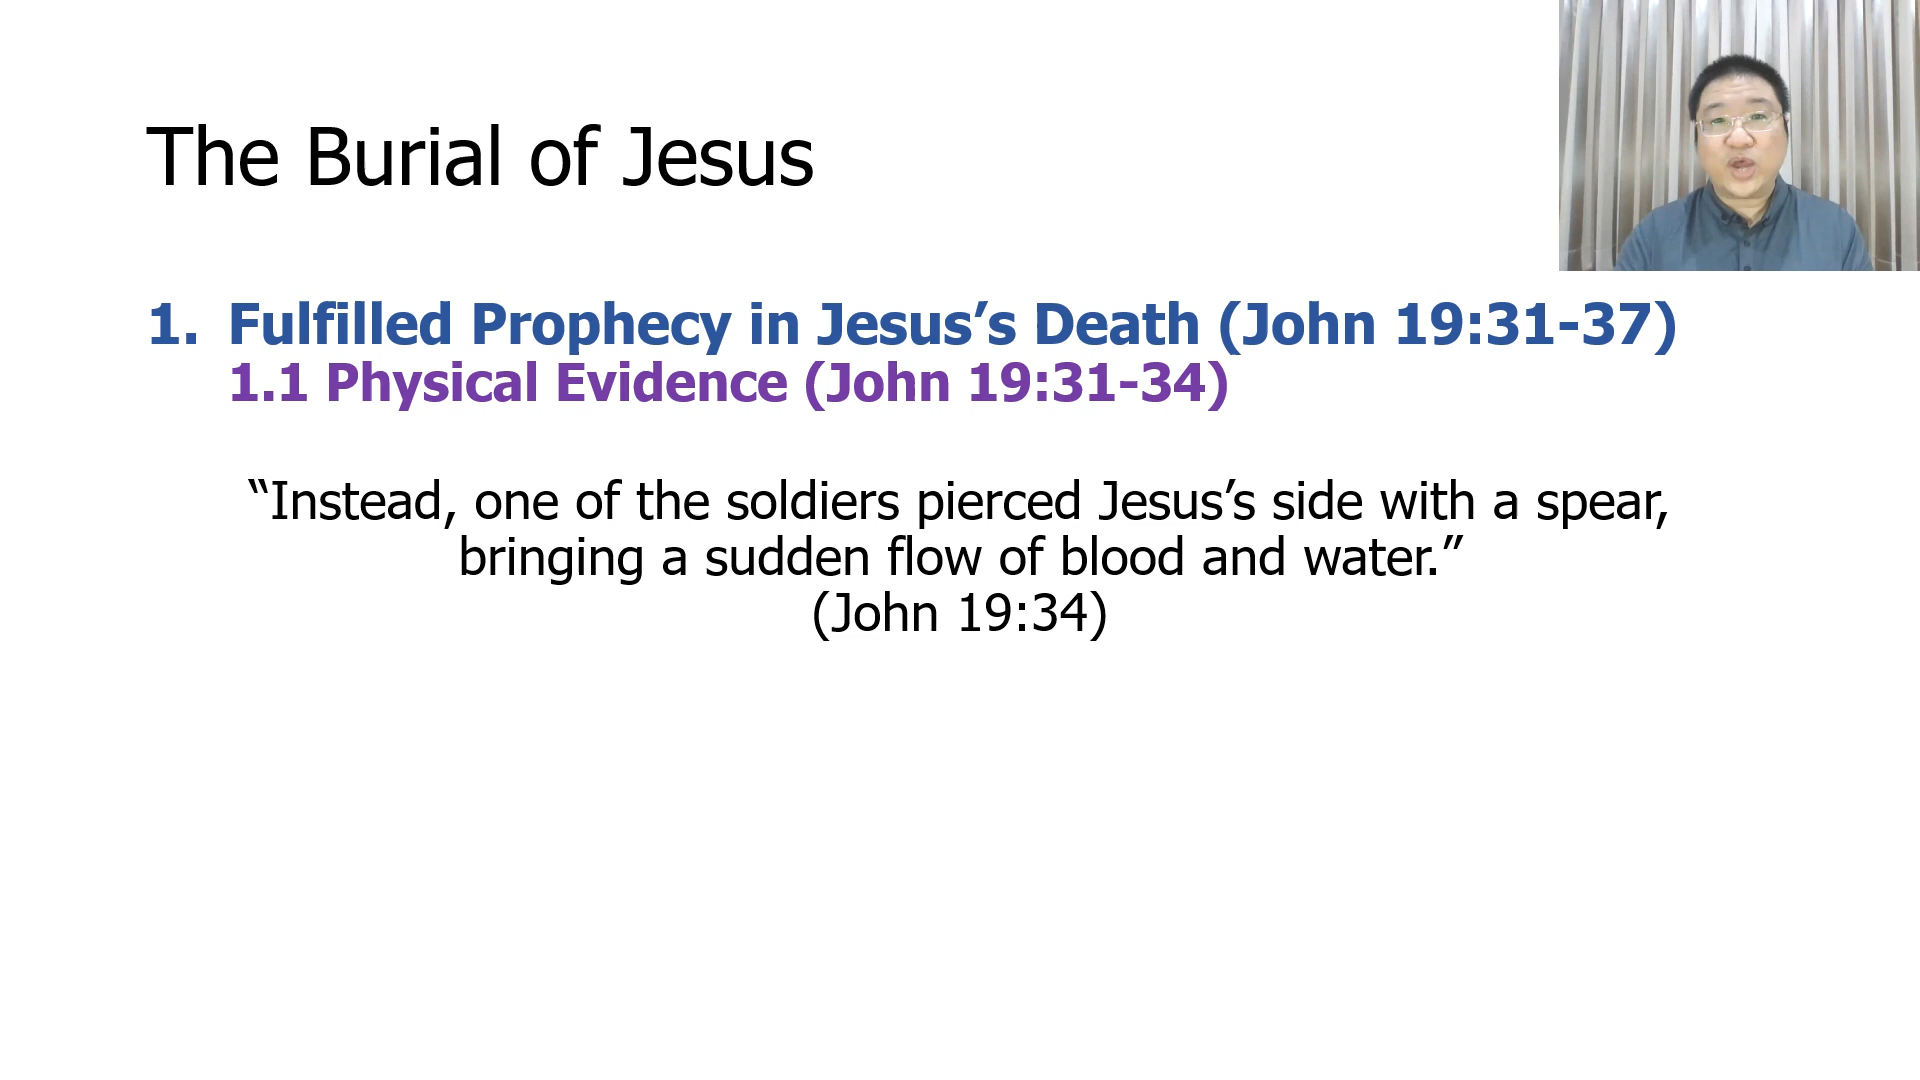 The Burial of Jesus
1. Fulfilled Prophecy in Jesus’s Death (John 19:31-37)
1.1 Physical Evidence (John 19:31-34)
“Instead, one of the soldiers pierced Jesus’s side with a spear,
bringing a sudden flow of blood and water.”
(John 19:34)